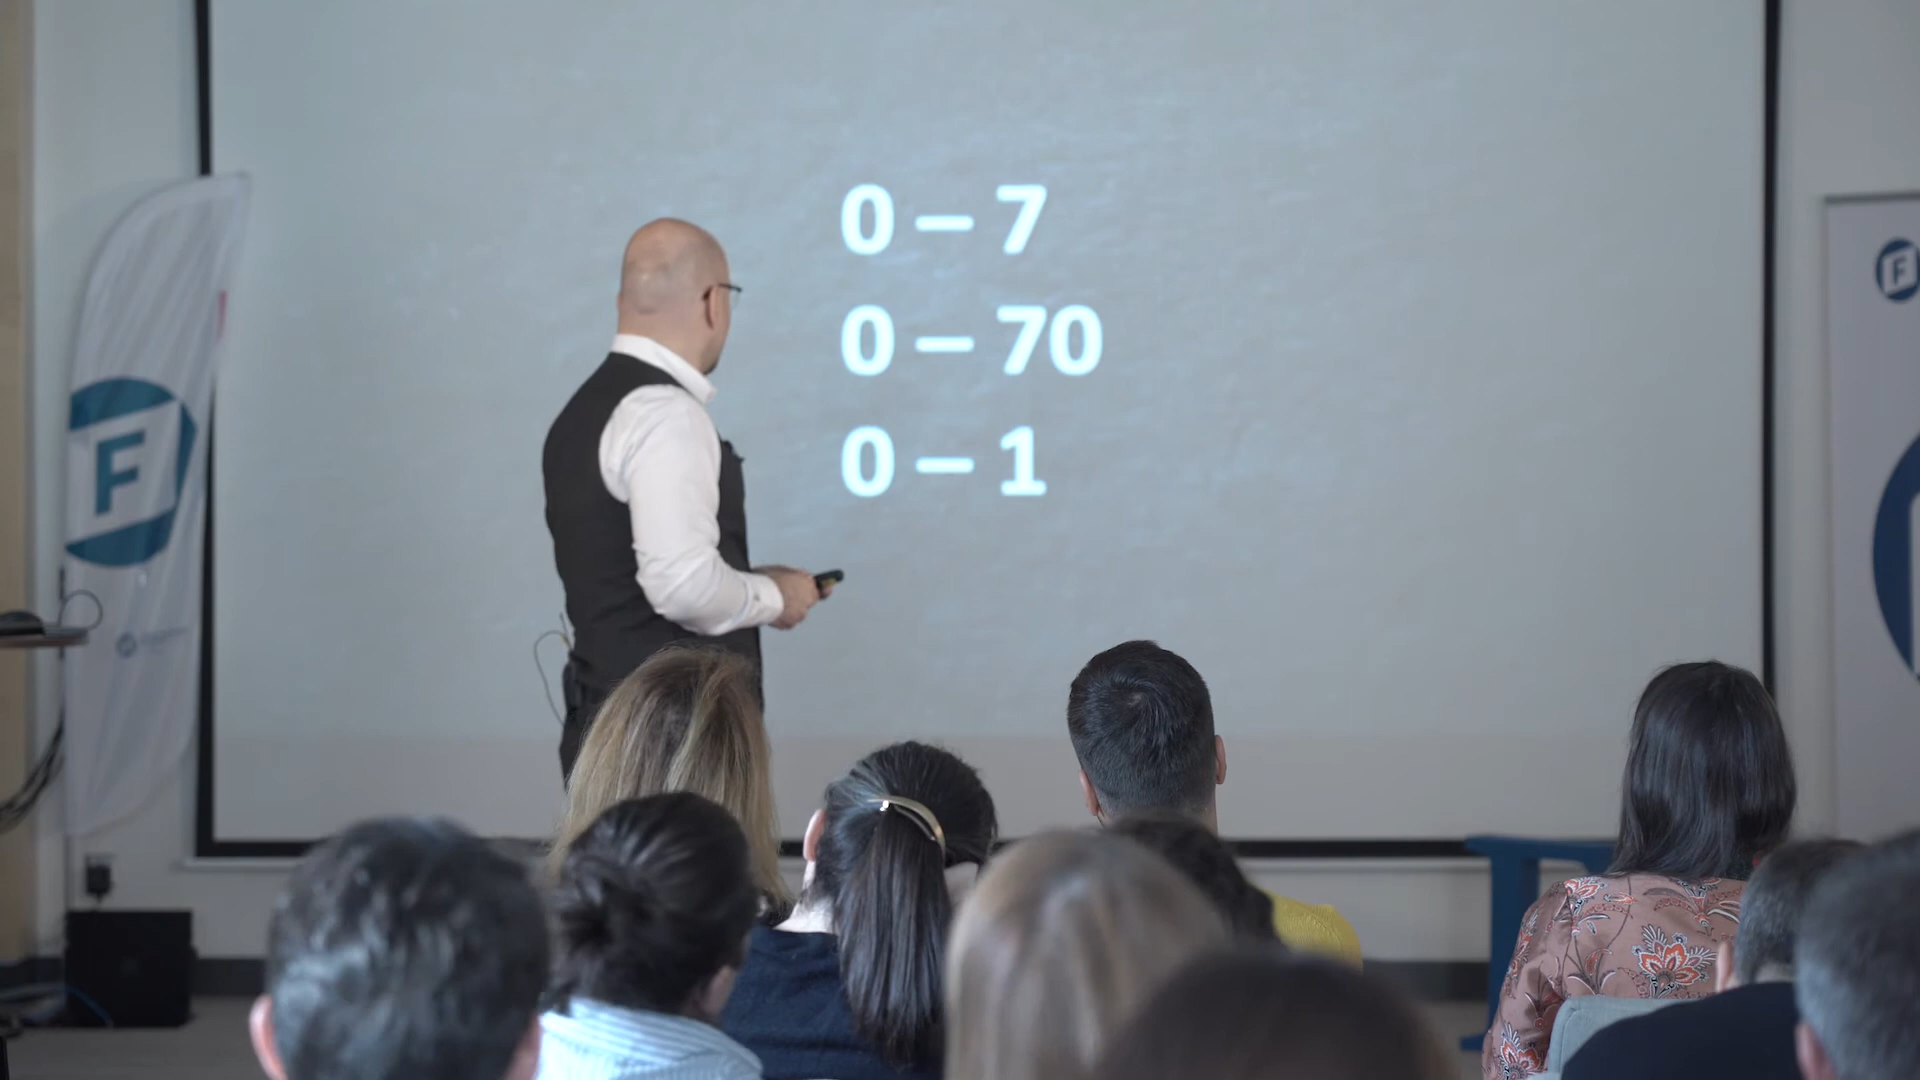 0 – 7
0 – 70
0 – 1
F
F